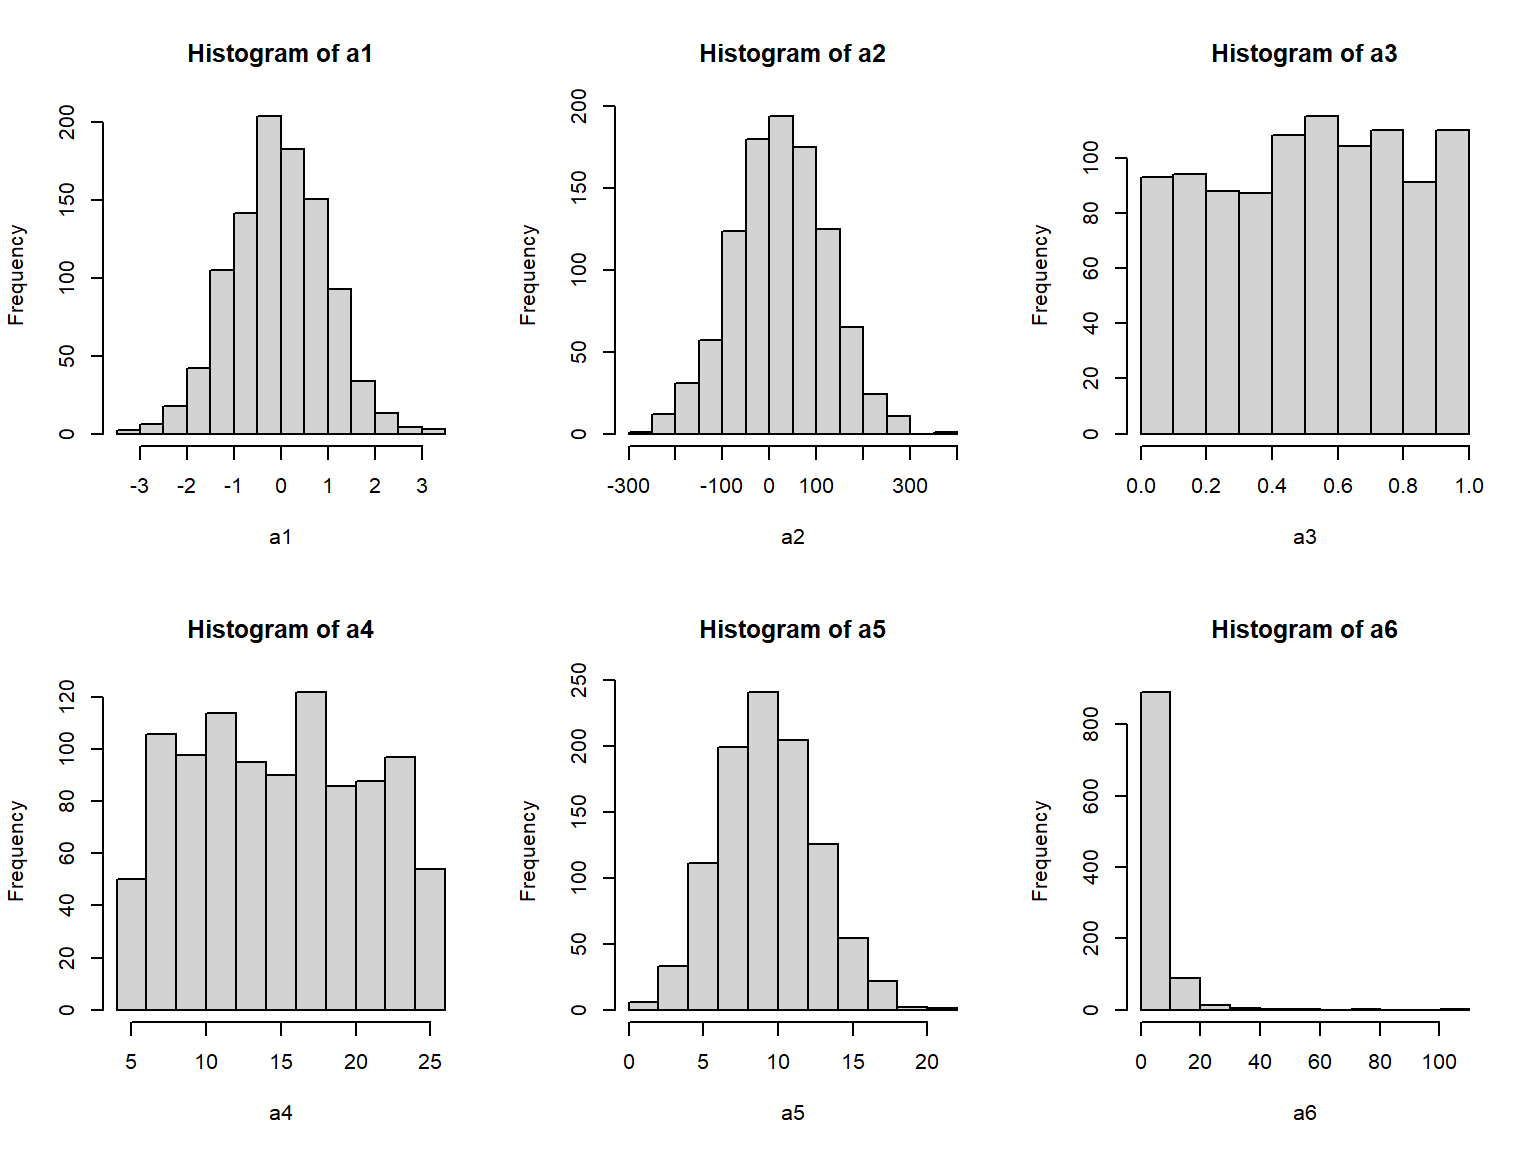 Histogram of a1
Frequency
0 50 100 150 200
-3 -2 -1 0 1 2 3
a1
Histogram of a2
Frequency
0 50 100 150 200
-300 -100 0 100 300
a2
Histogram of a3
Frequency
0 20 40 60 80 100
0.0 0.2 0.4 0.6 0.8 1.0
a3
Histogram of a4
Frequency
0 20 40 60 80 100 120
5 10 15 20 25
a4
Histogram of a5
Frequency
0 50 100 150 200 250
0 5 10 15 20
a5
Histogram of a6
Frequency
0 200 400 600 800
0 20 40 60 80 100
a6